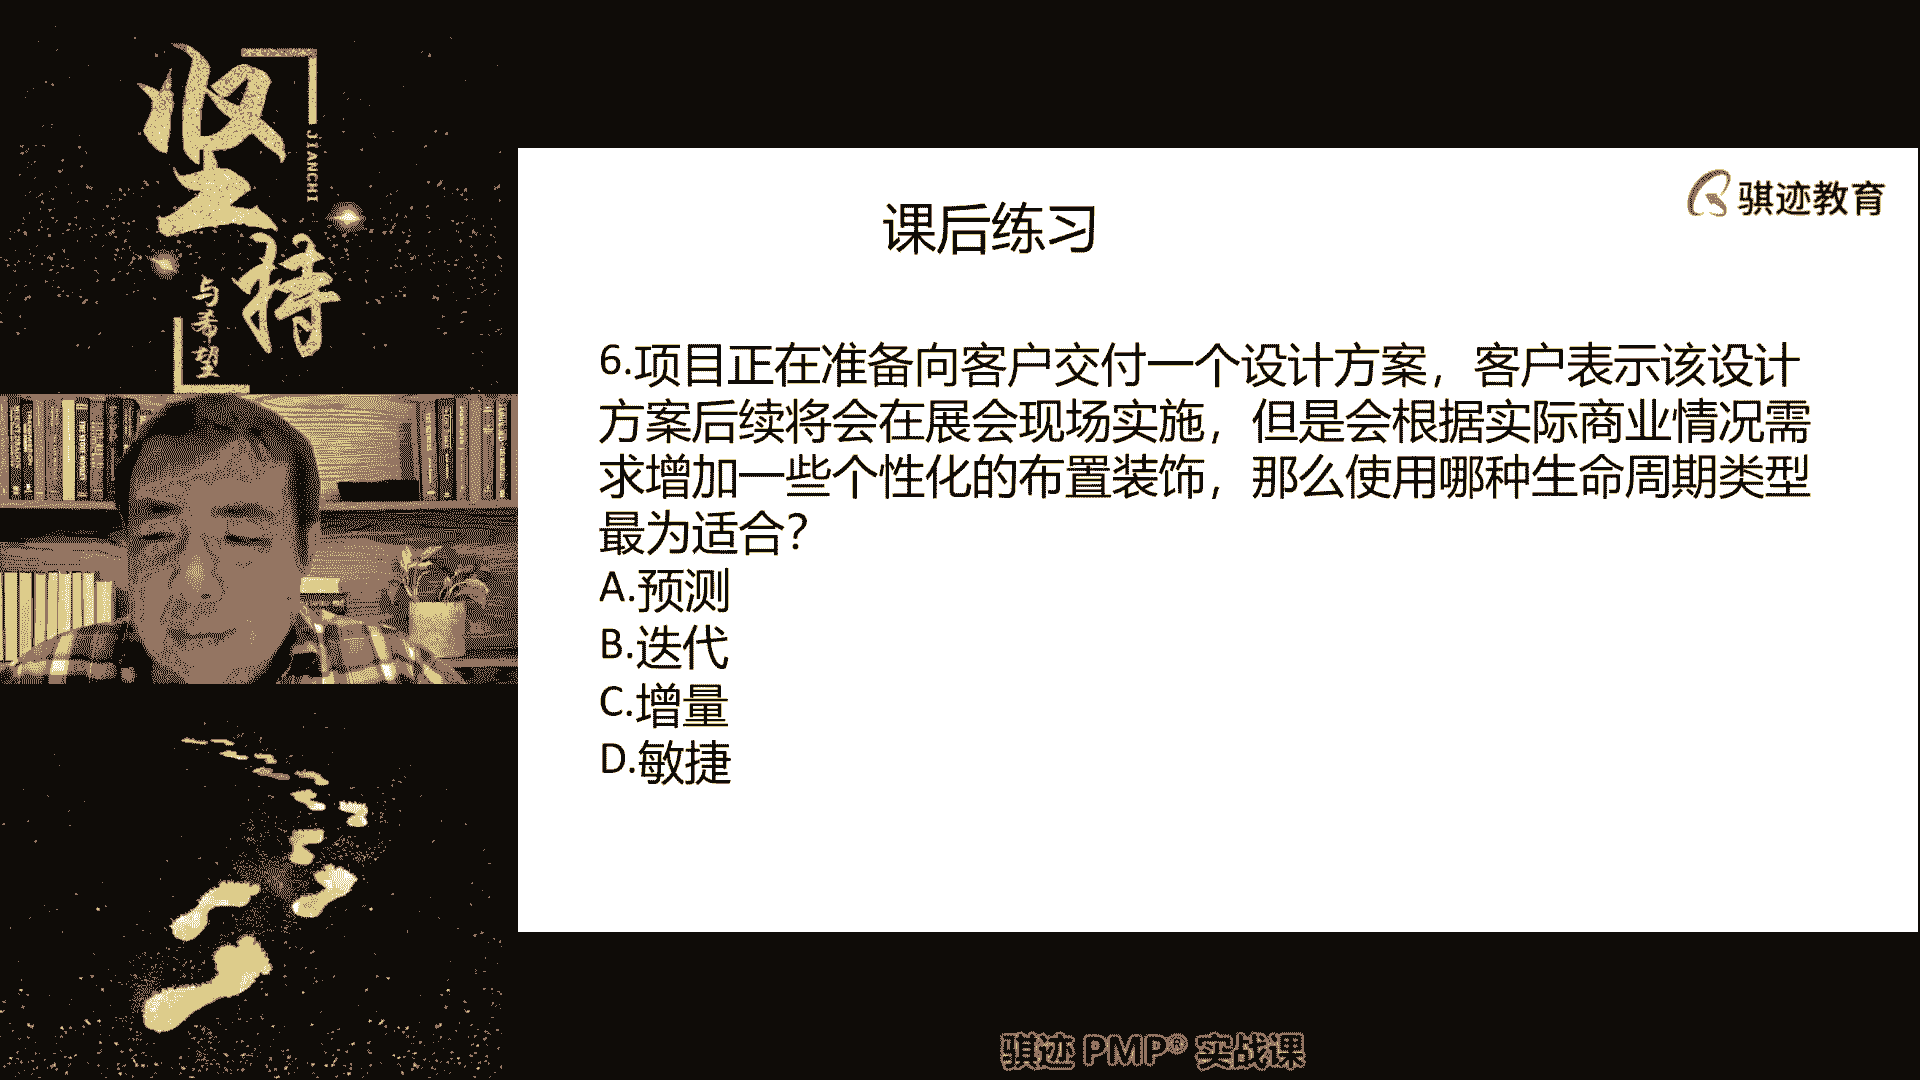 坚持
JIANCHI
与希望
骐迹教育
课后练习
6.项目正在准备向客户交付一个设计方案，客户表示该设计
方案后续将会在展会现场实施，但是会根据实际商业情况需
求增加一些个性化的布置装饰，那么使用哪种生命周期类型
最为适合？
A.预测
B.迭代
C.增量
D.敏捷
骐迹 PMP® 实战课